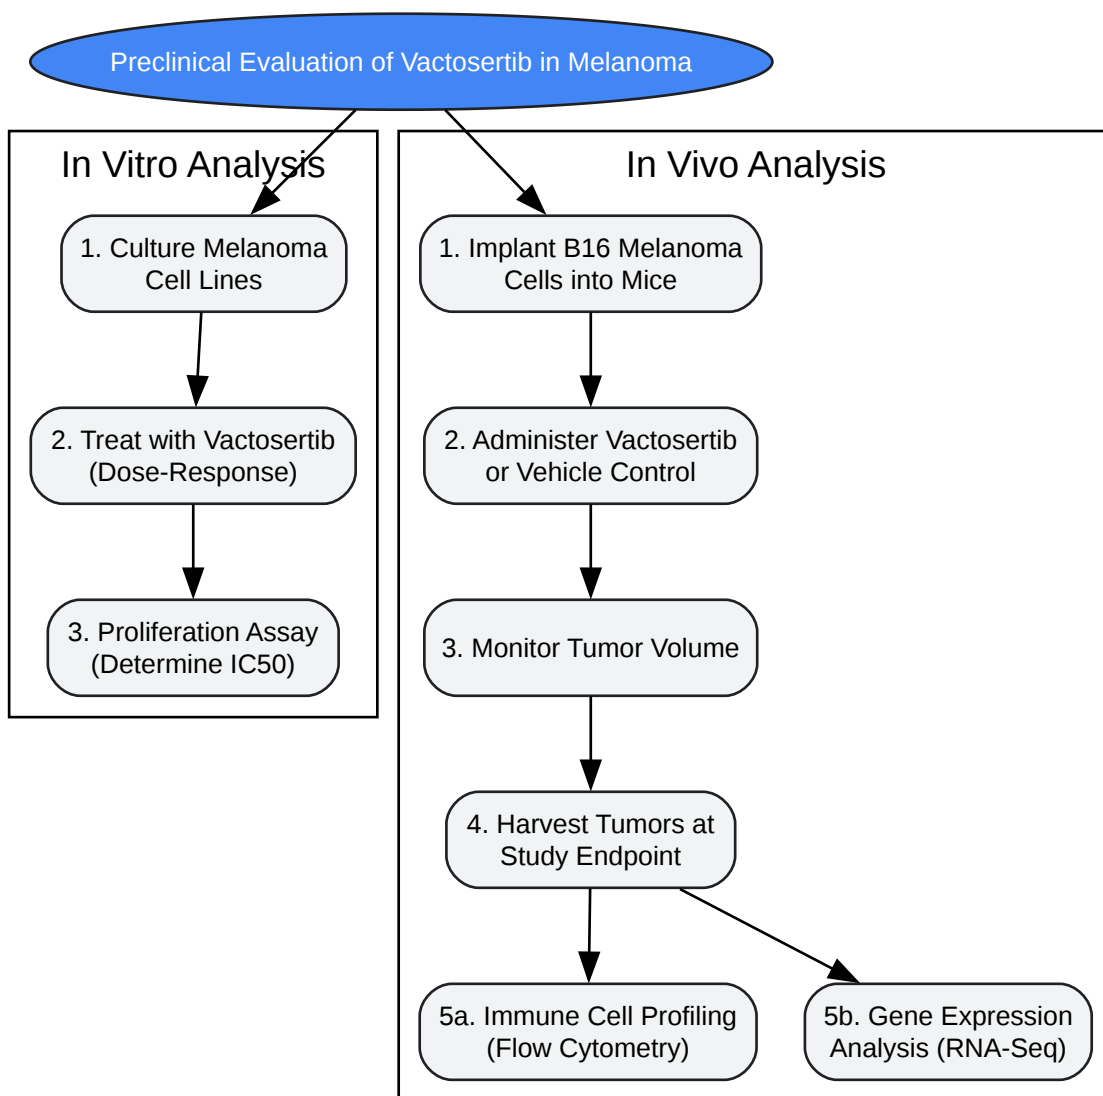 Preclinical Evaluation of Vactosertib in Melanoma
In Vitro Analysis
1. Culture Melanoma
Cell Lines
2. Treat with Vactosertib
(Dose-Response)
3. Proliferation Assay
(Determine IC50)
In Vivo Analysis
1. Implant B16 Melanoma
Cells into Mice
2. Administer Vactosertib
or Vehicle Control
3. Monitor Tumor Volume
4. Harvest Tumors at
Study Endpoint
5a. Immune Cell Profiling
(Flow Cytometry)
5b. Gene Expression
Analysis (RNA-Seq)